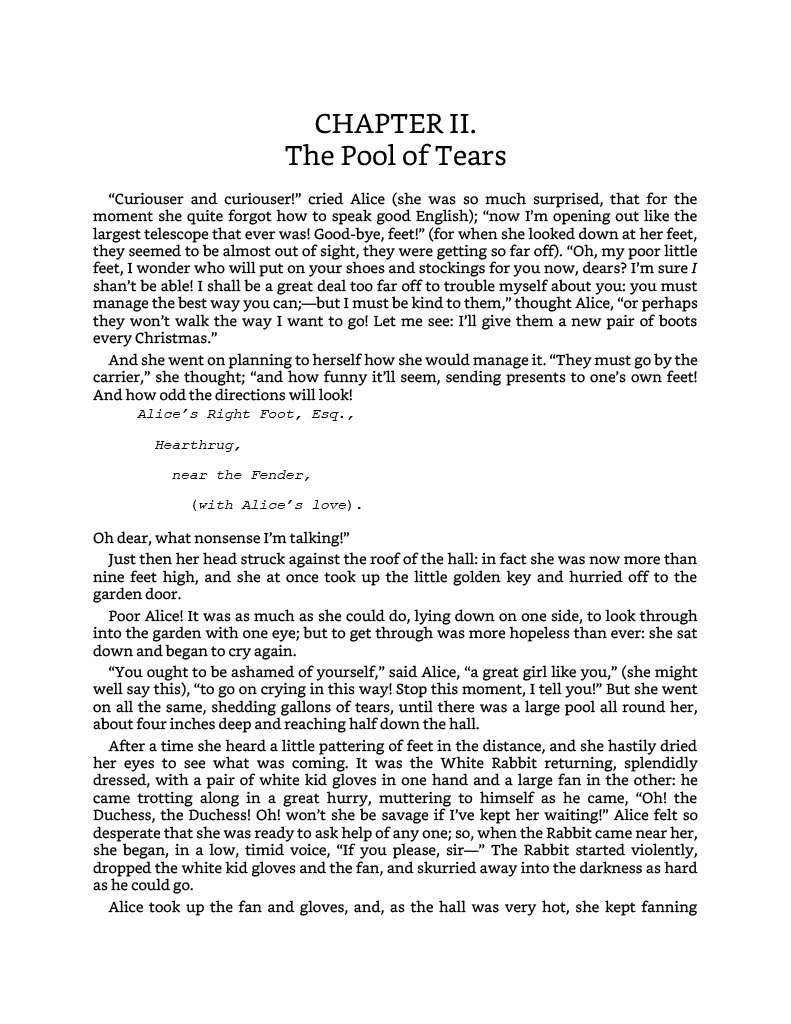 CHAPTER II.
The Pool of Tears
“Curiouser and curiouser!” cried Alice (she was so much surprised, that for the
moment she quite forgot how to speak good English); “now I’m opening out like the
largest telescope that ever was! Good-bye, feet!” (for when she looked down at her feet,
they seemed to be almost out of sight, they were getting so far off). “Oh, my poor little
feet, I wonder who will put on your shoes and stockings for you now, dears? I’m sure I
shan’t be able! I shall be a great deal too far off to trouble myself about you: you must
manage the best way you can;—but I must be kind to them,” thought Alice, “or perhaps
they won’t walk the way I want to go! Let me see: I’ll give them a new pair of boots
every Christmas.”
And she went on planning to herself how she would manage it. “They must go by the
carrier,” she thought; “and how funny it’ll seem, sending presents to one’s own feet!
And how odd the directions will look!
Alice’s Right Foot, Esq.,
Hearthrug,
near the Fender,
(with Alice’s love).
Oh dear, what nonsense I’m talking!”
Just then her head struck against the roof of the hall: in fact she was now more than
nine feet high, and she at once took up the little golden key and hurried off to the
garden door.
Poor Alice! It was as much as she could do, lying down on one side, to look through
into the garden with one eye; but to get through was more hopeless than ever: she sat
down and began to cry again.
“You ought to be ashamed of yourself,” said Alice, “a great girl like you,” (she might
well say this), “to go on crying in this way! Stop this moment, I tell you!” But she went
on all the same, shedding gallons of tears, until there was a large pool all round her,
about four inches deep and reaching half down the hall.
After a time she heard a little pattering of feet in the distance, and she hastily dried
her eyes to see what was coming. It was the White Rabbit returning, splendidly
dressed, with a pair of white kid gloves in one hand and a large fan in the other: he
came trotting along in a great hurry, muttering to himself as he came, “Oh! the
Duchess, the Duchess! Oh! won’t she be savage if I’ve kept her waiting!” Alice felt so
desperate that she was ready to ask help of any one; so, when the Rabbit came near her,
she began, in a low, timid voice, “If you please, sir—” The Rabbit started violently,
dropped the white kid gloves and the fan, and skurried away into the darkness as hard
as he could go.
Alice took up the fan and gloves, and, as the hall was very hot, she kept fanning